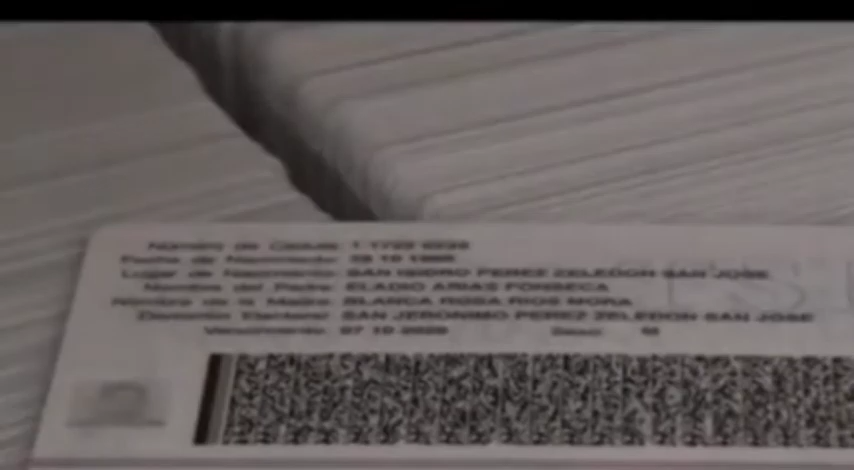 Número de Cédula:
Fecha de Nacimiento:
Lugar de Nacimiento: SAN ISIDRO PEREZ ZELEDON SAN JOSE
Nombre del Padre: ELADIO ARIAS FONSECA
Nombre de la Madre: BLANCA ROSA RIOS MORA
Domicilio Electoral: SAN JERONIMO PEREZ ZELEDON SAN JOSE
Vencimiento: 07 10 Sexo: M